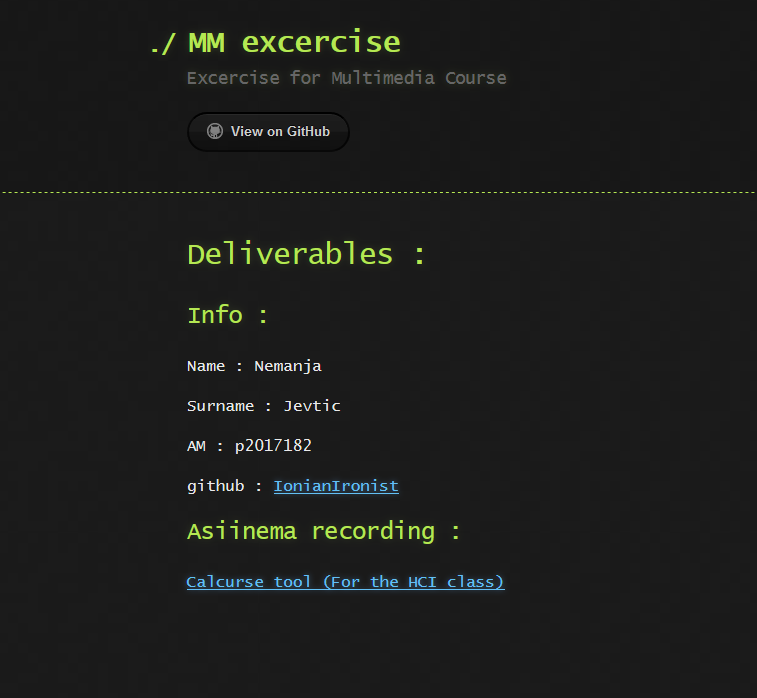 ./ MM excercise
Excercise for Multimedia Course
View on GitHub
Deliverables :
Info :
Name : Nemanja
Surname : Jevtic
AM : p2017182
github : IonianIronist
Asiinema recording :
Calcurse tool (For the HCI class)